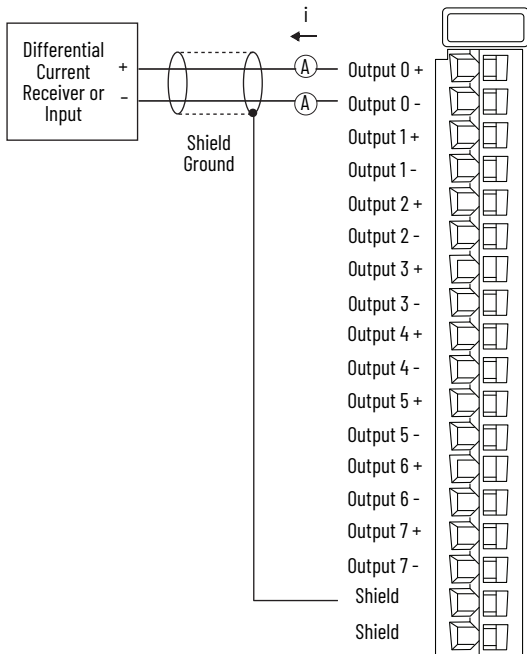 i
Differential
Current
Receiver or
Input
+
-
A
A
Shield
Ground
Output 0 +
Output 0 -
Output 1 +
Output 1 -
Output 2 +
Output 2 -
Output 3 +
Output 3 -
Output 4 +
Output 4 -
Output 5 +
Output 5 -
Output 6 +
Output 6 -
Output 7 +
Output 7 -
Shield
Shield